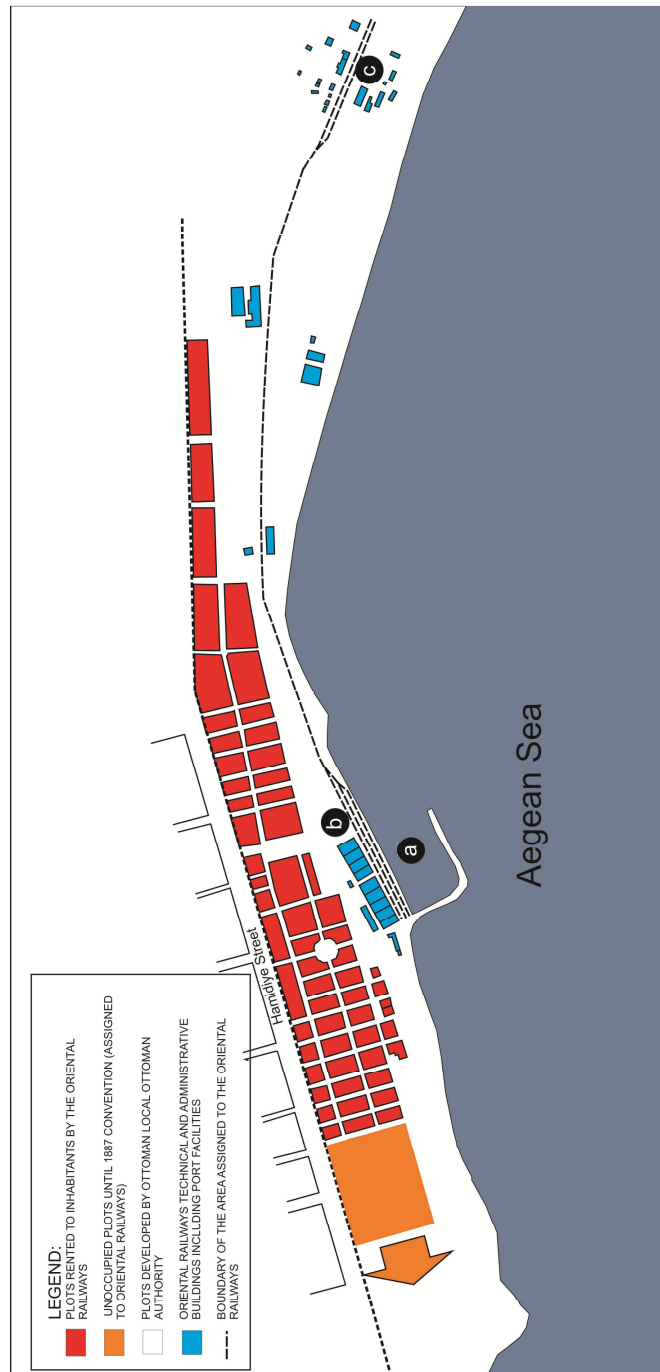 LEGEND:
PLOTS RENTED TO INHABITANTS BY THE ORIENTAL
RAILWAYS
UNOCCUPIED PLOTS UNTIL 1887 CONVENTION (ASSIGNED
TO ORIENTAL RAILWAYS)
PLOTS DEVELOPED BY OTTOMAN LOCAL OTTOMAN
AUTHORITY
ORIENTAL RAILWAYS TECHNICAL AND ADMINISTRATIVE
BUILDINGS INCLUDING PORT FACILITIES
BOUNDARY OF THE AREA ASSIGNED TO THE ORIENTAL
RAILWAYS
Hamidiye Street
b
a
c
Aegean Sea